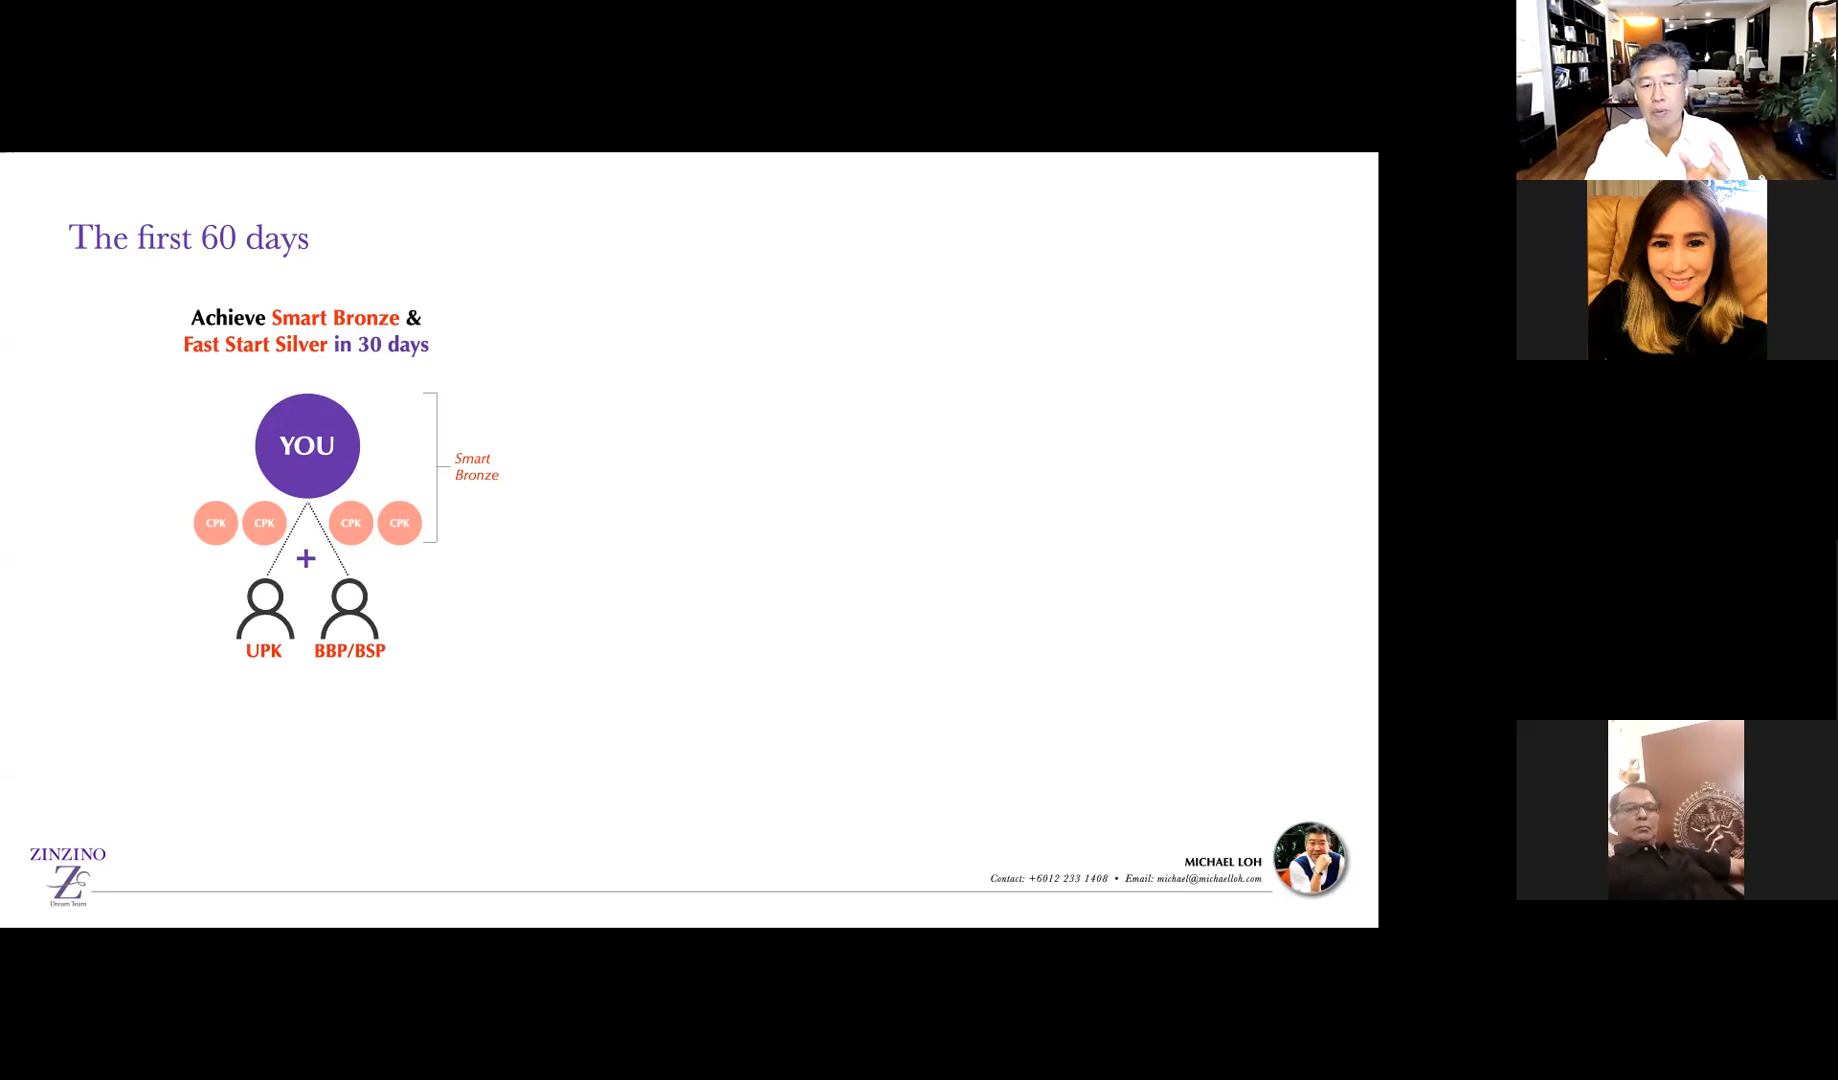 The first 60 days
Achieve Smart Bronze &
Fast Start Silver in 30 days
YOU
Smart
Bronze
CPK CPK CPK CPK
+
UPK BBP/BSP
ZINZINO
Dream Team
MICHAEL LOH
Contact: +6012 233 1408 • Email: michael@michaelloh.com